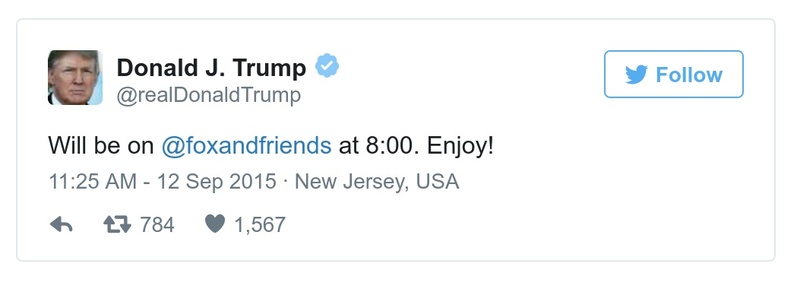 Donald J. Trump
@realDonaldTrump
Follow
Will be on @foxandfriends at 8:00. Enjoy!
11:25 AM - 12 Sep 2015 · New Jersey, USA
784 1,567